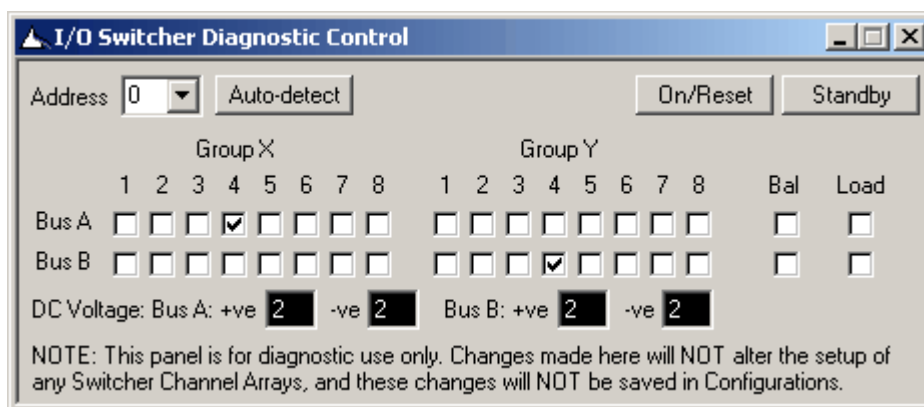 I/O Switcher Diagnostic Control
Address 0 Auto-detect On/Reset Standby
Group X Group Y
1 2 3 4 5 6 7 8 1 2 3 4 5 6 7 8 Bal Load
Bus A
Bus B
DC Voltage: Bus A: +ve 2 -ve 2 Bus B: +ve 2 -ve 2
NOTE: This panel is for diagnostic use only. Changes made here will NOT alter the setup of
any Switcher Channel Arrays, and these changes will NOT be saved in Configurations.